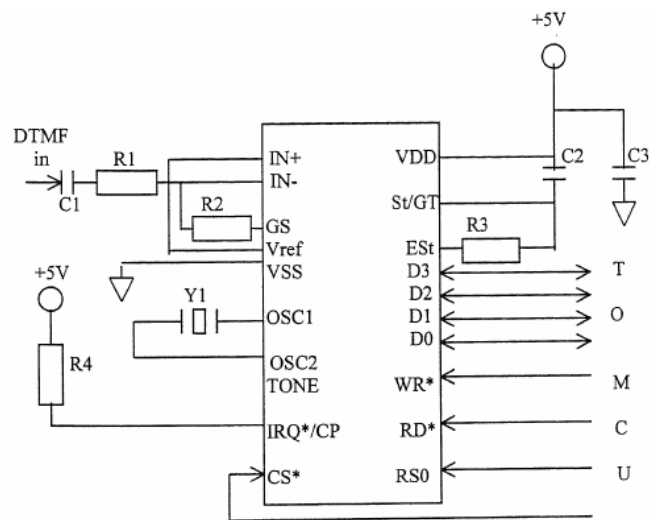 +5V
DTMF
in
R1
C1
R2
IN+
IN-
GS
Vref
VSS
VDD
C2
C3
St/GT
R3
ESt
D3
D2
D1
D0
T
O
M
C
U
+5V
Y1
OSC1
OSC2
TONE
R4
IRQ*/CP
CS*
WR*
RD*
RS0